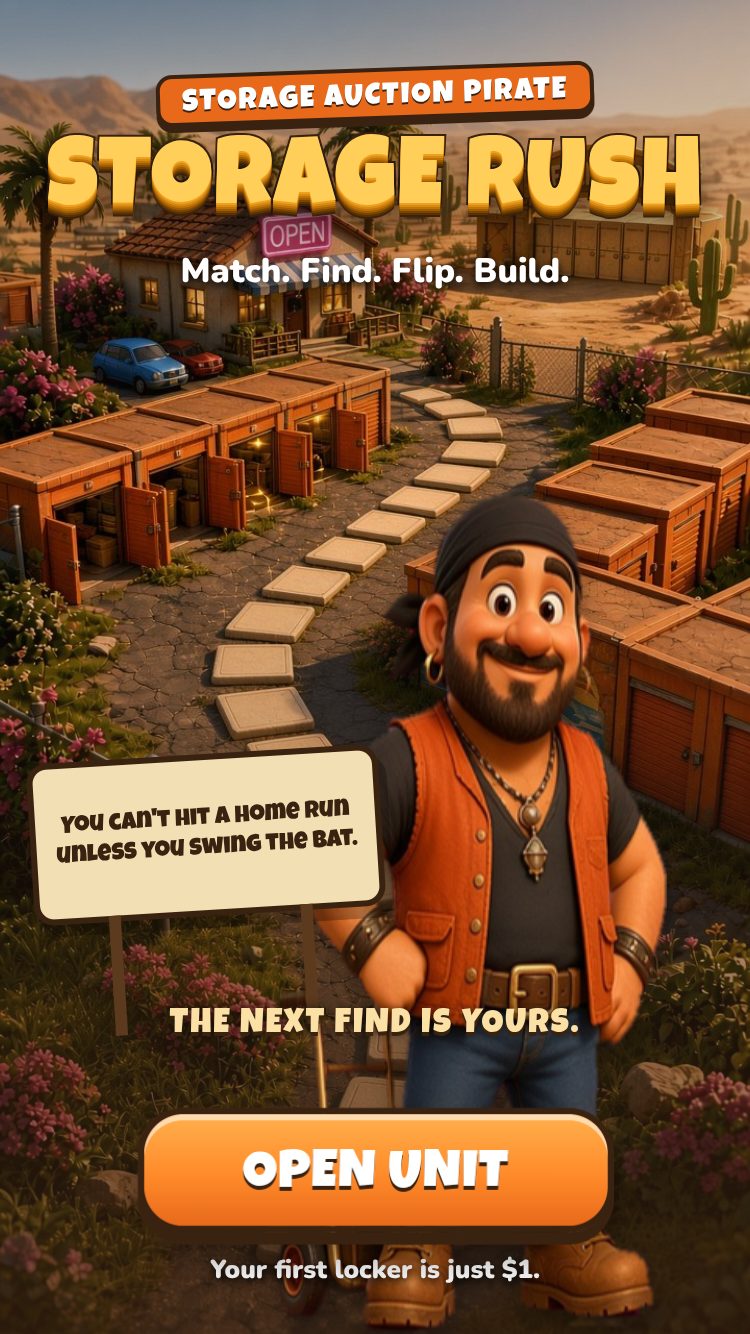 STORAGE AUCTION PIRATE
STORAGE RUSH
OPEN
Match. Find. Flip. Build.
YOU CAN'T HIT A HOME RUN
UNLESS YOU SWING THE BAT.
THE NEXT FIND IS YOURS.
OPEN UNIT
Your first locker is just $1.